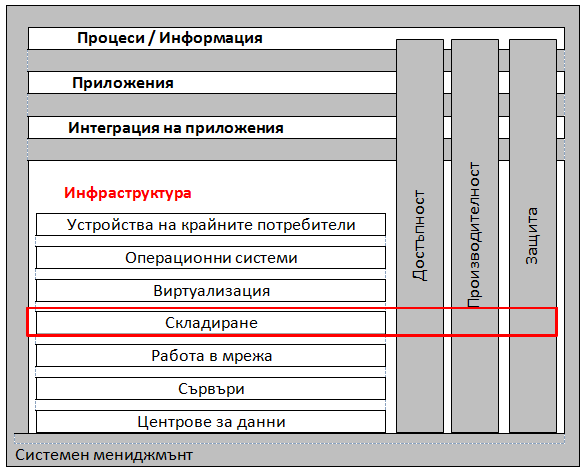 Процеси / Информация
Приложения
Интеграция на приложения
Инфраструктура
Устройства на крайните потребители
Операционни системи
Виртуализация
Складиране
Работа в мрежа
Сървъри
Центрове за данни
Достъпност
Производителност
Защита
Системен мениджмънт